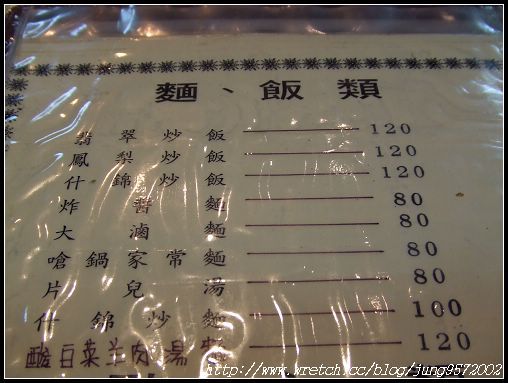 麵、飯類
翡翠炒飯 120
鳳梨炒飯 120
什錦炒飯 120
炸醬麵 80
大滷麵 80
嗆鍋家常麵 80
片兒湯 80
什錦炒麵 100
酸白菜羊肉湯麵 120
http://www.wretch.cc/blog/jung9572002